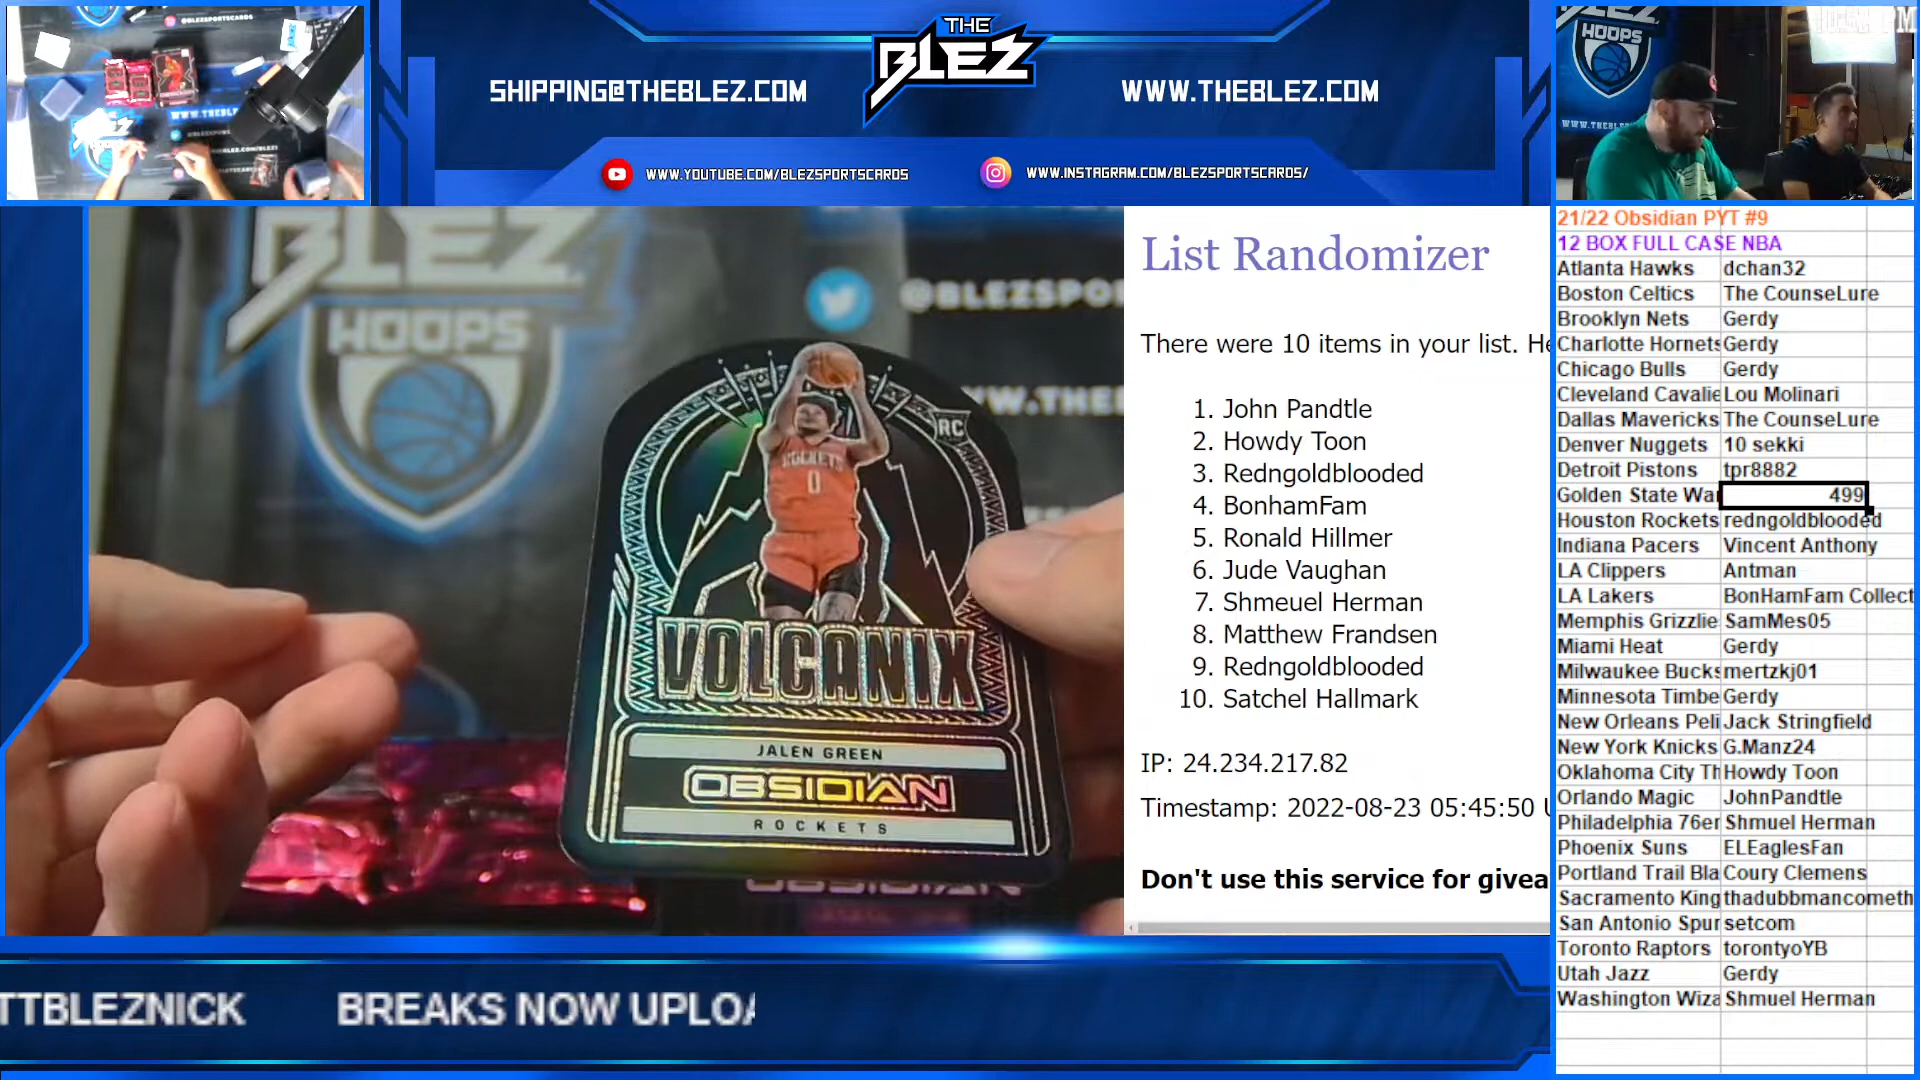 THE
BLEZ
SHIPPING@THEBLEZ.COM
WWW.THEBLEZ.COM
WWW.YOUTUBE.COM/BLEZSPORTSCARDS
WWW.INSTAGRAM.COM/BLEZSPORTSCARDS/
HOOPS
BLEZ
HOOPS
@BLEZSPO
RC
ROCKETS
0
VOLCANIX
JALEN GREEN
OBSIDIAN
ROCKETS
OBSIDIAN
List Randomizer
There were 10 items in your list. He
1. John Pandtle
2. Howdy Toon
3. Redngoldblooded
4. BonhamFam
5. Ronald Hillmer
6. Jude Vaughan
7. Shmeuel Herman
8. Matthew Frandsen
9. Redngoldblooded
10. Satchel Hallmark
IP: 24.234.217.82
Timestamp: 2022-08-23 05:45:50 U
Don't use this service for givea
21/22 Obsidian PYT #9
12 BOX FULL CASE NBA
Atlanta Hawks dchan32
Boston Celtics The CounseLure
Brooklyn Nets Gerdy
Charlotte Hornets Gerdy
Chicago Bulls Gerdy
Cleveland Cavalie Lou Molinari
Dallas Mavericks The CounseLure
Denver Nuggets 10 sekki
Detroit Pistons tpr8882
Golden State Wa 499
Houston Rockets redngoldblooded
Indiana Pacers Vincent Anthony
LA Clippers Antman
LA Lakers BonHamFam Collect
Memphis Grizzlie SamMes05
Miami Heat Gerdy
Milwaukee Bucks mertzkj01
Minnesota Timbe Gerdy
New Orleans Peli Jack Stringfield
New York Knicks G.Manz24
Oklahoma City Th Howdy Toon
Orlando Magic JohnPandtle
Philadelphia 76er Shmuel Herman
Phoenix Suns ELEaglesFan
Portland Trail Bla Coury Clemens
Sacramento King thadubbmancometh
San Antonio Spur setcom
Toronto Raptors torontyoYB
Utah Jazz Gerdy
Washington Wiza Shmuel Herman
TTBLEZNICK BREAKS NOW UPLOA